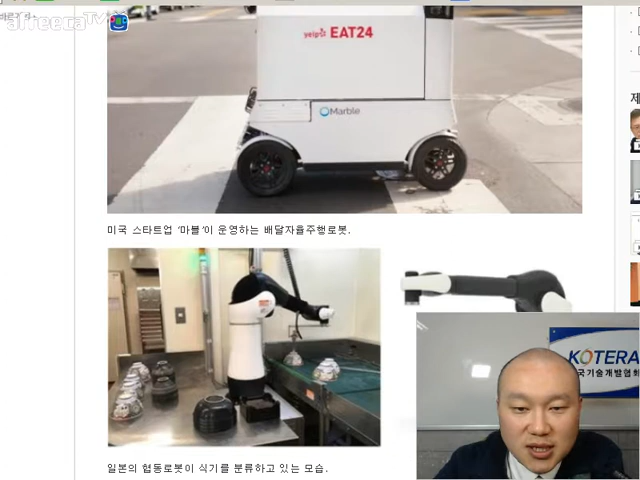 afreecaTV
yelp EAT24
Marble
미국 스타트업 '마블'이 운영하는 배달자율주행로봇.
KOTERA
국기술개발협회
일본의 협동로봇이 식기를 분류하고 있는 모습.